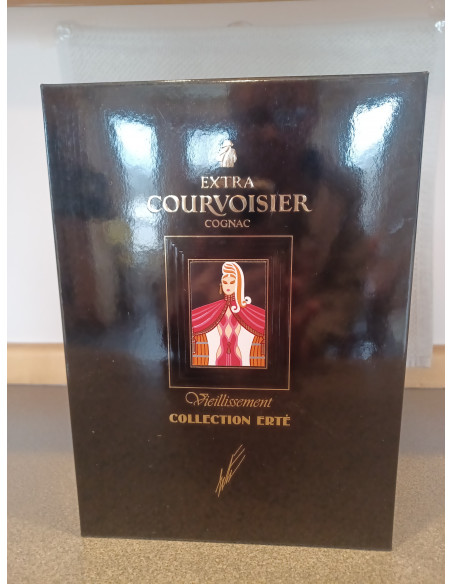 EXTRA
COURVOISIER
COGNAC
Vieillissement
COLLECTION ERTÉ